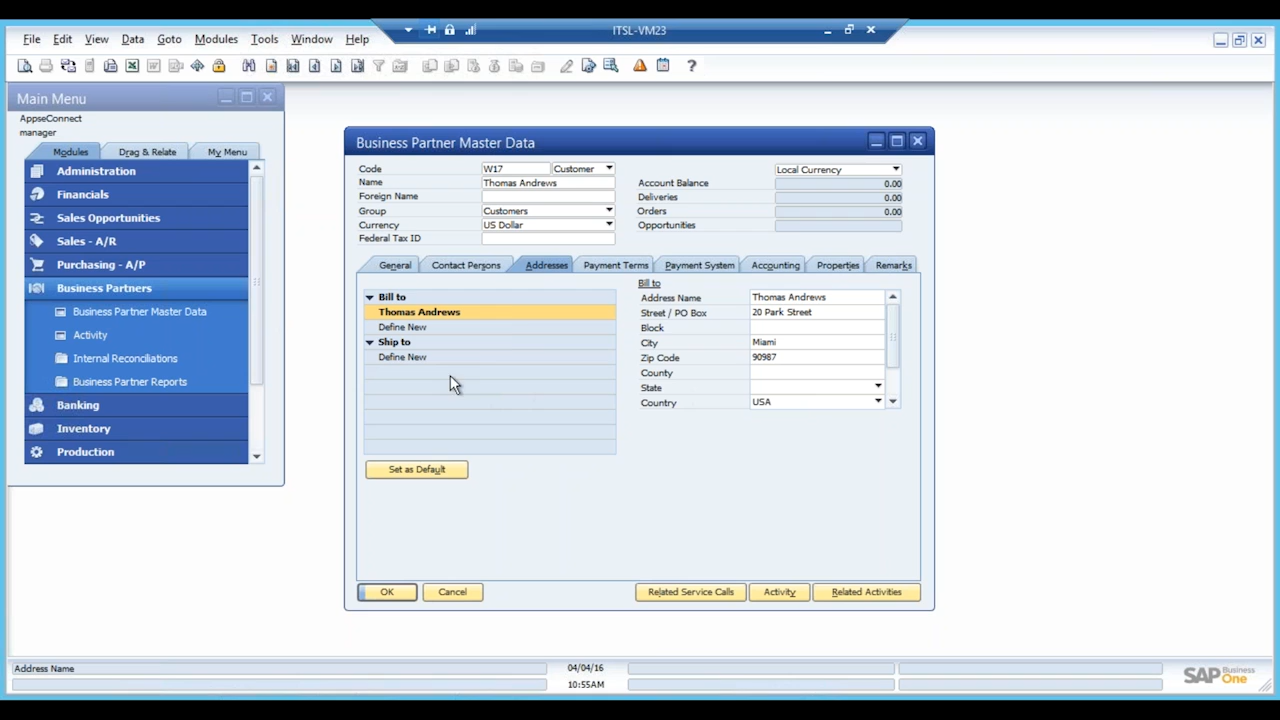 ITSL-VM23
File Edit View Data Goto Modules Tools Window Help
Main Menu
AppseConnect
manager
Modules Drag & Relate My Menu
Administration
Financials
Sales Opportunities
Sales - A/R
Purchasing - A/P
Business Partners
Business Partner Master Data
Activity
Internal Reconciliations
Business Partner Reports
Banking
Inventory
Production
Business Partner Master Data
Code W17 Customer
Name Thomas Andrews
Foreign Name
Group Customers
Currency US Dollar
Federal Tax ID
Local Currency
Account Balance 0.00
Deliveries 0.00
Orders 0.00
Opportunities
General Contact Persons Addresses Payment Terms Payment System Accounting Properties Remarks
Bill to
Thomas Andrews
Define New
Ship to
Define New
Set as Default
Bill to
Address Name Thomas Andrews
Street / PO Box 20 Park Street
Block
City Miami
Zip Code 90987
County
State
Country USA
OK Cancel Related Service Calls Activity Related Activities
Address Name 04/04/16
10:55AM
SAP Business One